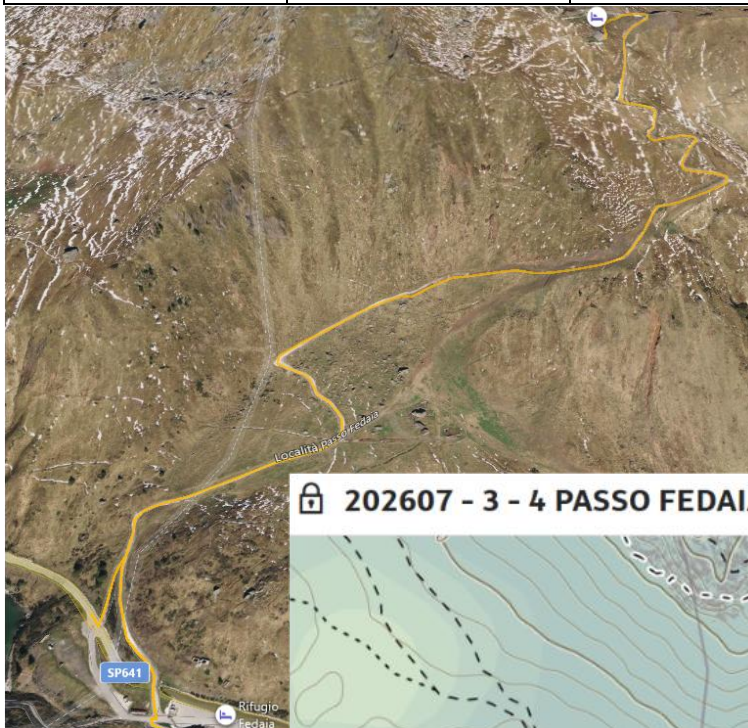 Località Passo Fedaia
202607 - 3 - 4 PASSO FEDAI
SP641
Rifugio
Fedaia